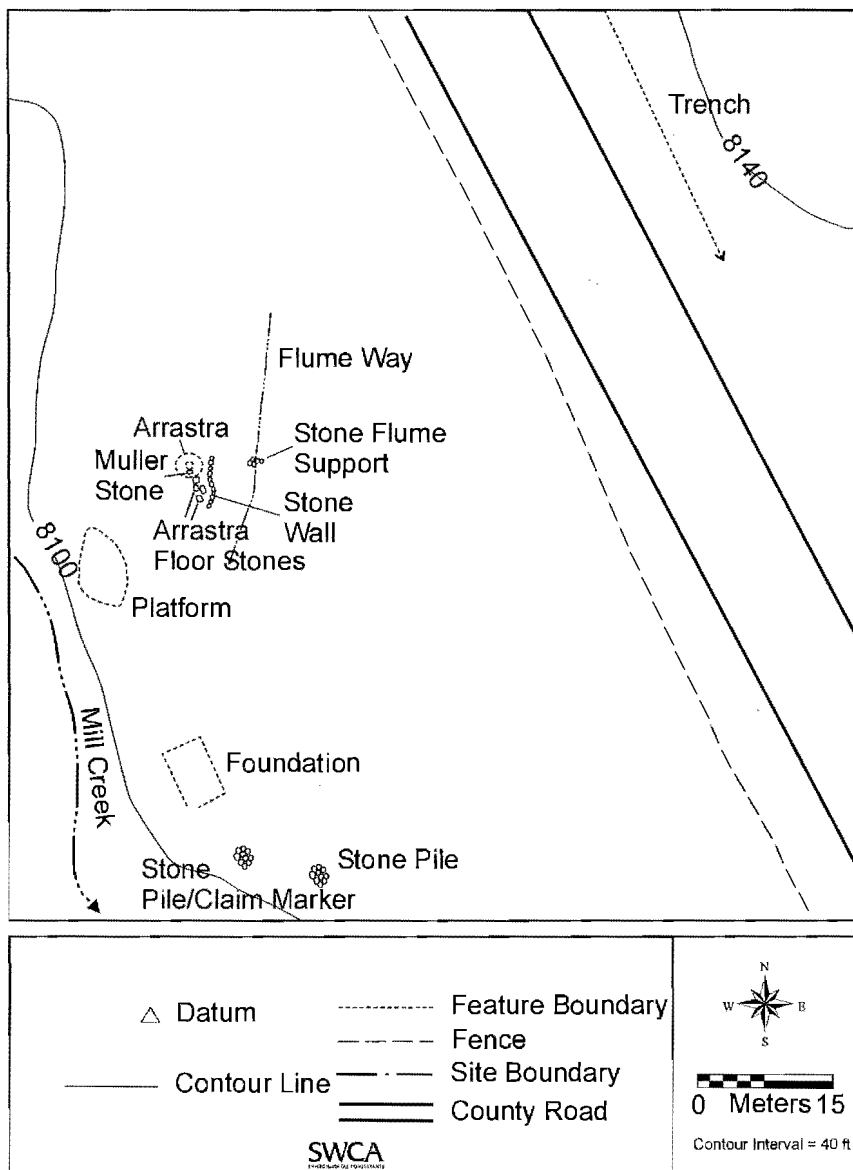 Trench
8140
Flume Way
Arrastra
Stone Flume
Support
Muller
Stone
Stone
Wall
Arrastra
Floor Stones
8100
Platform
Mill Creek
Foundation
Stone Pile
Stone
Pile/Claim Marker
Datum
Contour Line
Feature Boundary
Fence
Site Boundary
County Road
N
W E
S
0 Meters 15
Contour Interval = 40 ft
SWCA
ENVIRONMENTAL CONSULTANTS